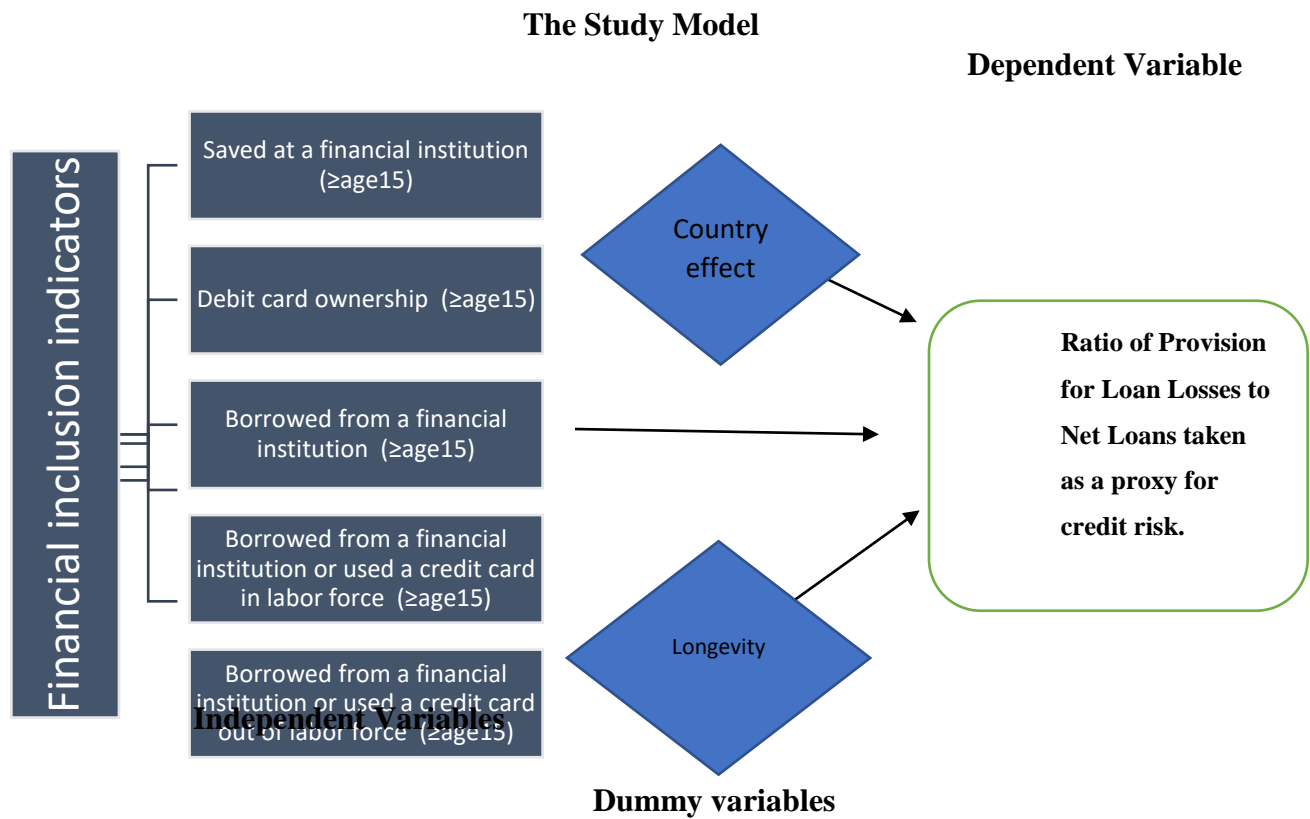 The Study Model
Dependent Variable
Financial inclusion indicators
Saved at a financial institution
(≥age15)
Debit card ownership (≥age15)
Borrowed from a financial
institution (≥age15)
Borrowed from a financial
institution or used a credit card
in labor force (≥age15)
Borrowed from a financial
institution or used a credit card
out of labor force (≥age15)
Independent Variables
Country
effect
Longevity
Dummy variables
Ratio of Provision
for Loan Losses to
Net Loans taken
as a proxy for
credit risk.